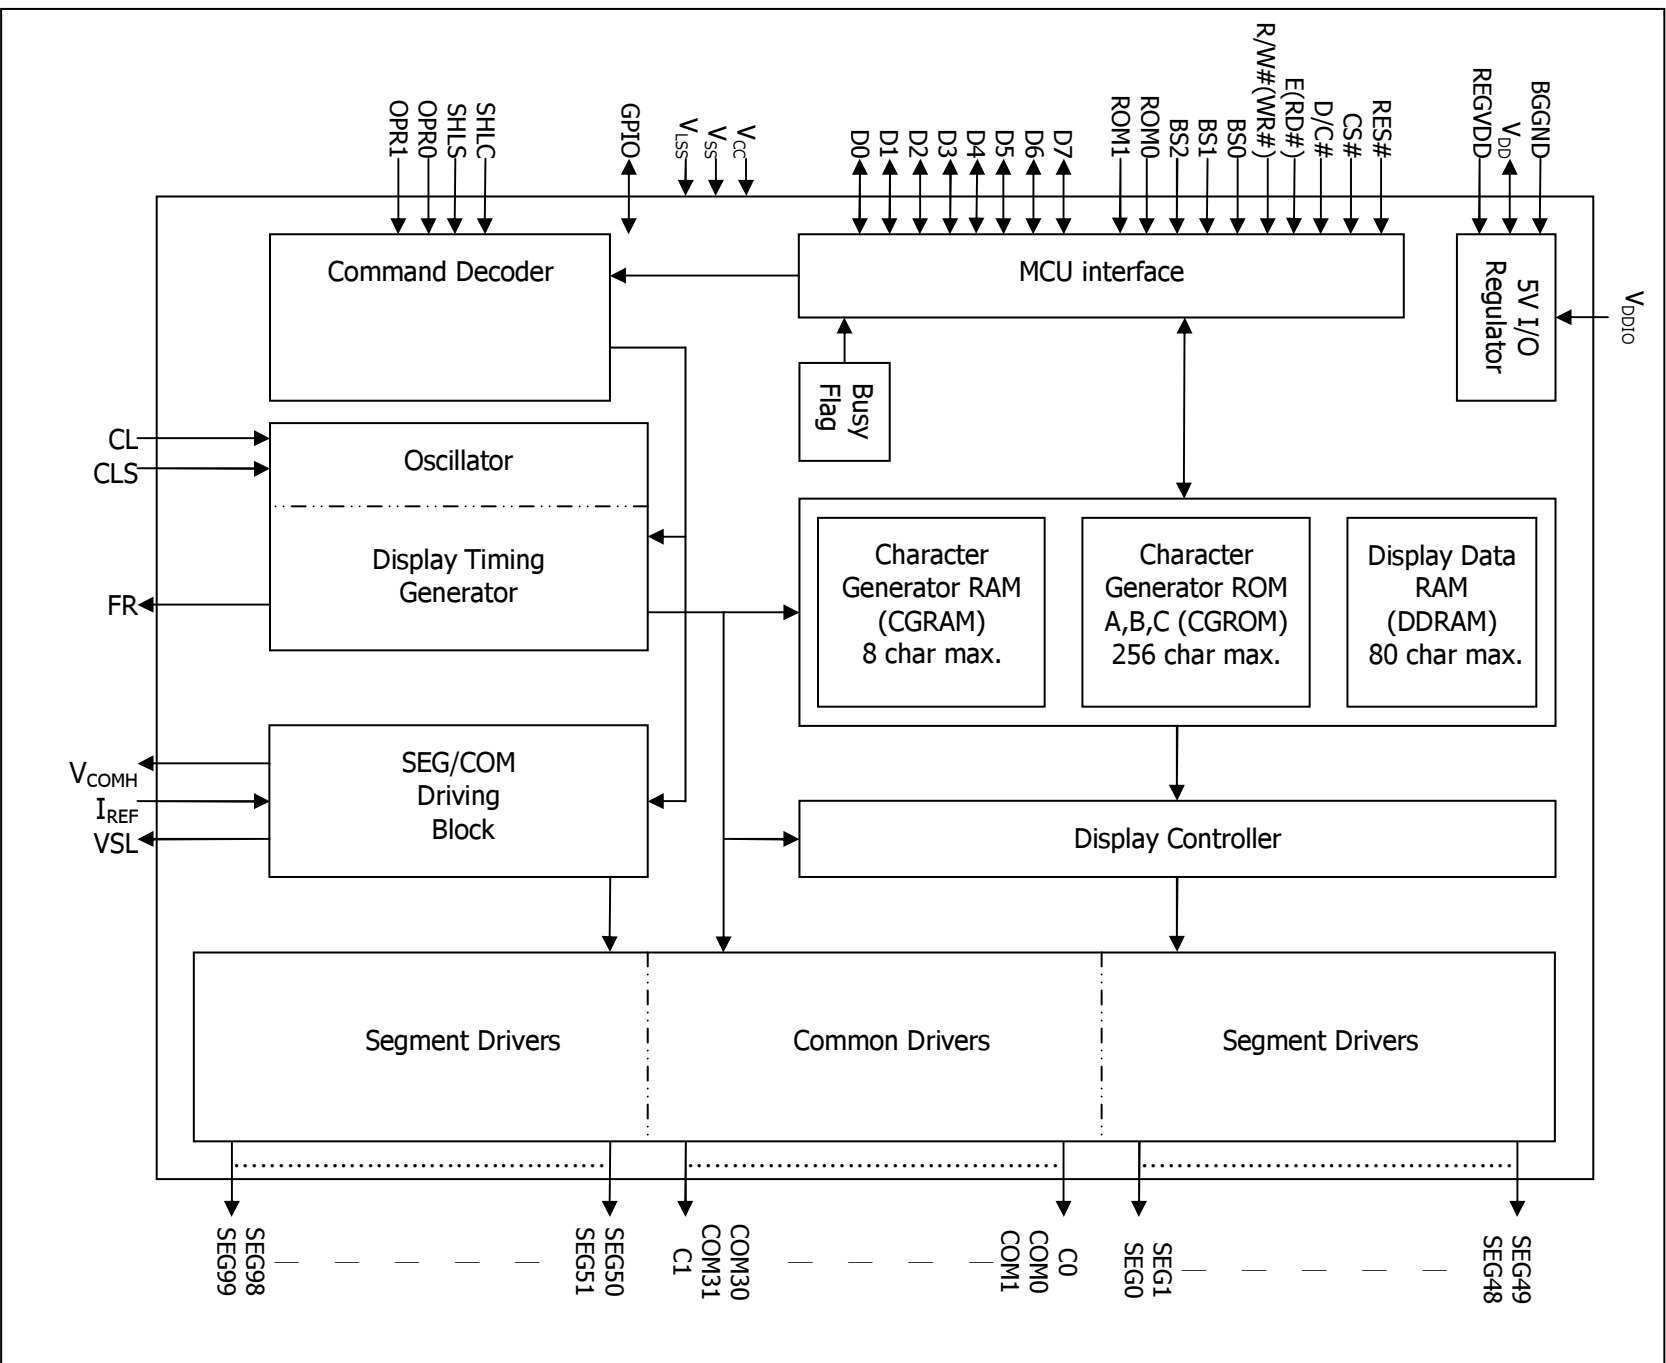 OPR1
OPR0
SHLS
SHLC
GPIO
VLSS
VSS
VCC
D0
D1
D2
D3
D4
D5
D6
D7
ROM1
ROM0
BS2
BS1
BS0
R/W#(WR#)
E(RD#)
D/C#
CS#
RES#
REGVDD
VDD
BGGND
Command Decoder
MCU interface
5V I/O
Regulator
VDDIO
Busy
Flag
CL
CLS
Oscillator
Display Timing
Generator
FR
Character
Generator RAM
(CGRAM)
8 char max.
Character
Generator ROM
A,B,C (CGROM)
256 char max.
Display Data
RAM
(DDRAM)
80 char max.
VCOMH
IREF
VSL
SEG/COM
Driving
Block
Display Controller
Segment Drivers
Common Drivers
Segment Drivers
SEG98
SEG99
SEG50
SEG51
COM30
COM31
C1
C0
COM0
COM1
SEG1
SEG0
SEG49
SEG48